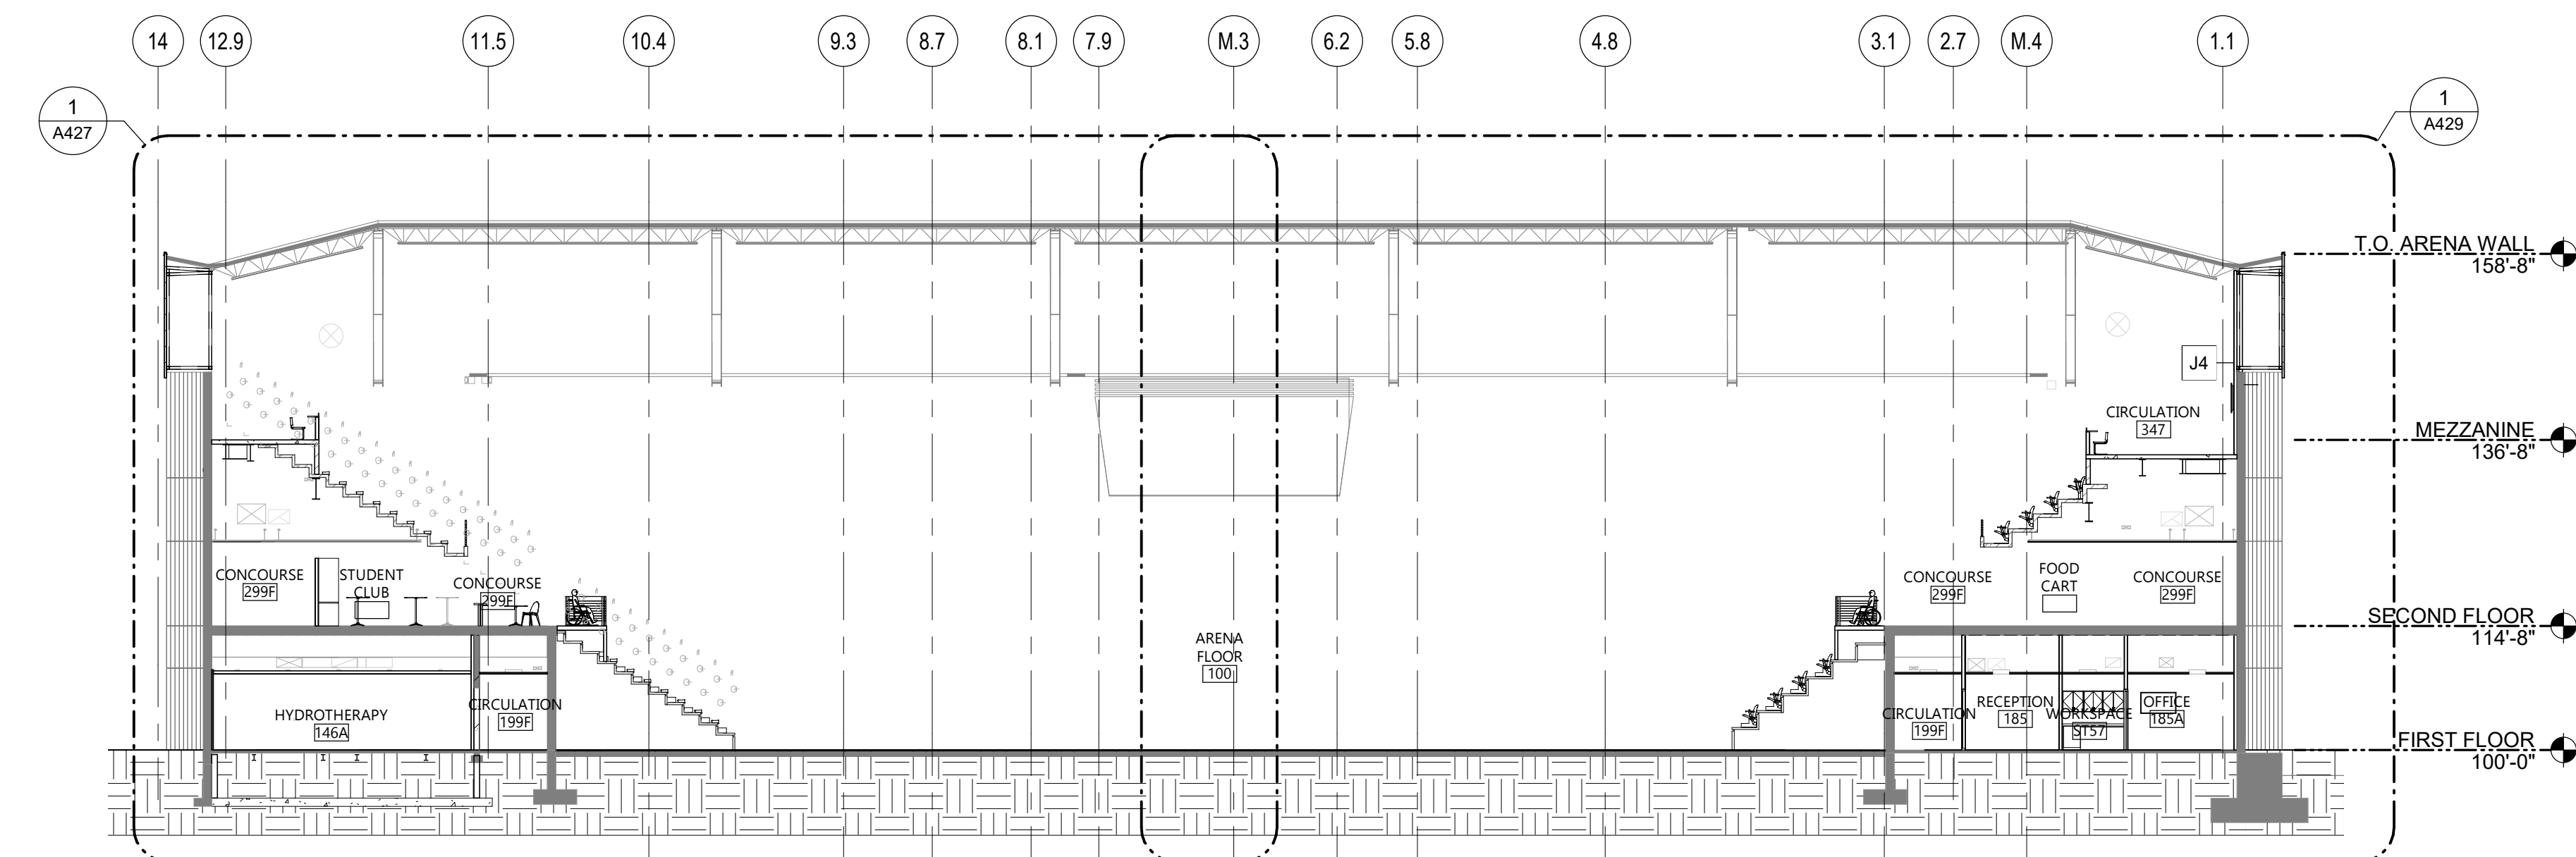 14
12.9
11.5
10.4
9.3
8.7
8.1
7.9
M.3
6.2
5.8
4.8
3.1
2.7
M.4
1.1
1
A427
1
A429
T.O. ARENA WALL
158'-8"
J4
CIRCULATION
347
MEZZANINE
136'-8"
CONCOURSE
299F
STUDENT
CLUB
CONCOURSE
299F
CONCOURSE
299F
FOOD
CART
CONCOURSE
299F
SECOND FLOOR
114'-8"
ARENA
FLOOR
100
HYDROTHERAPY
146A
CIRCULATION
199F
CIRCULATION
199F
RECEPTION
185
WORKSPACE
ST57
OFFICE
185A
FIRST FLOOR
100'-0"